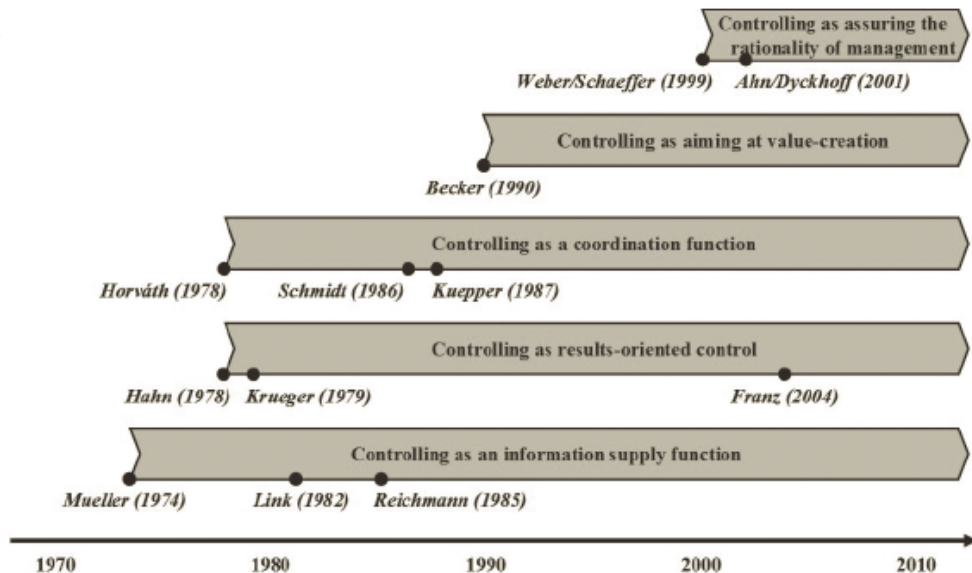 Controlling as assuring the
rationality of management
Weber/Schaeffer (1999) Ahn/Dyckhoff (2001)
Controlling as aiming at value-creation
Becker (1990)
Controlling as a coordination function
Horváth (1978) Schmidt (1986) Kuepper (1987)
Controlling as results-oriented control
Hahn (1978) Krueger (1979) Franz (2004)
Controlling as an information supply function
Mueller (1974) Link (1982) Reichmann (1985)
1970 1980 1990 2000 2010